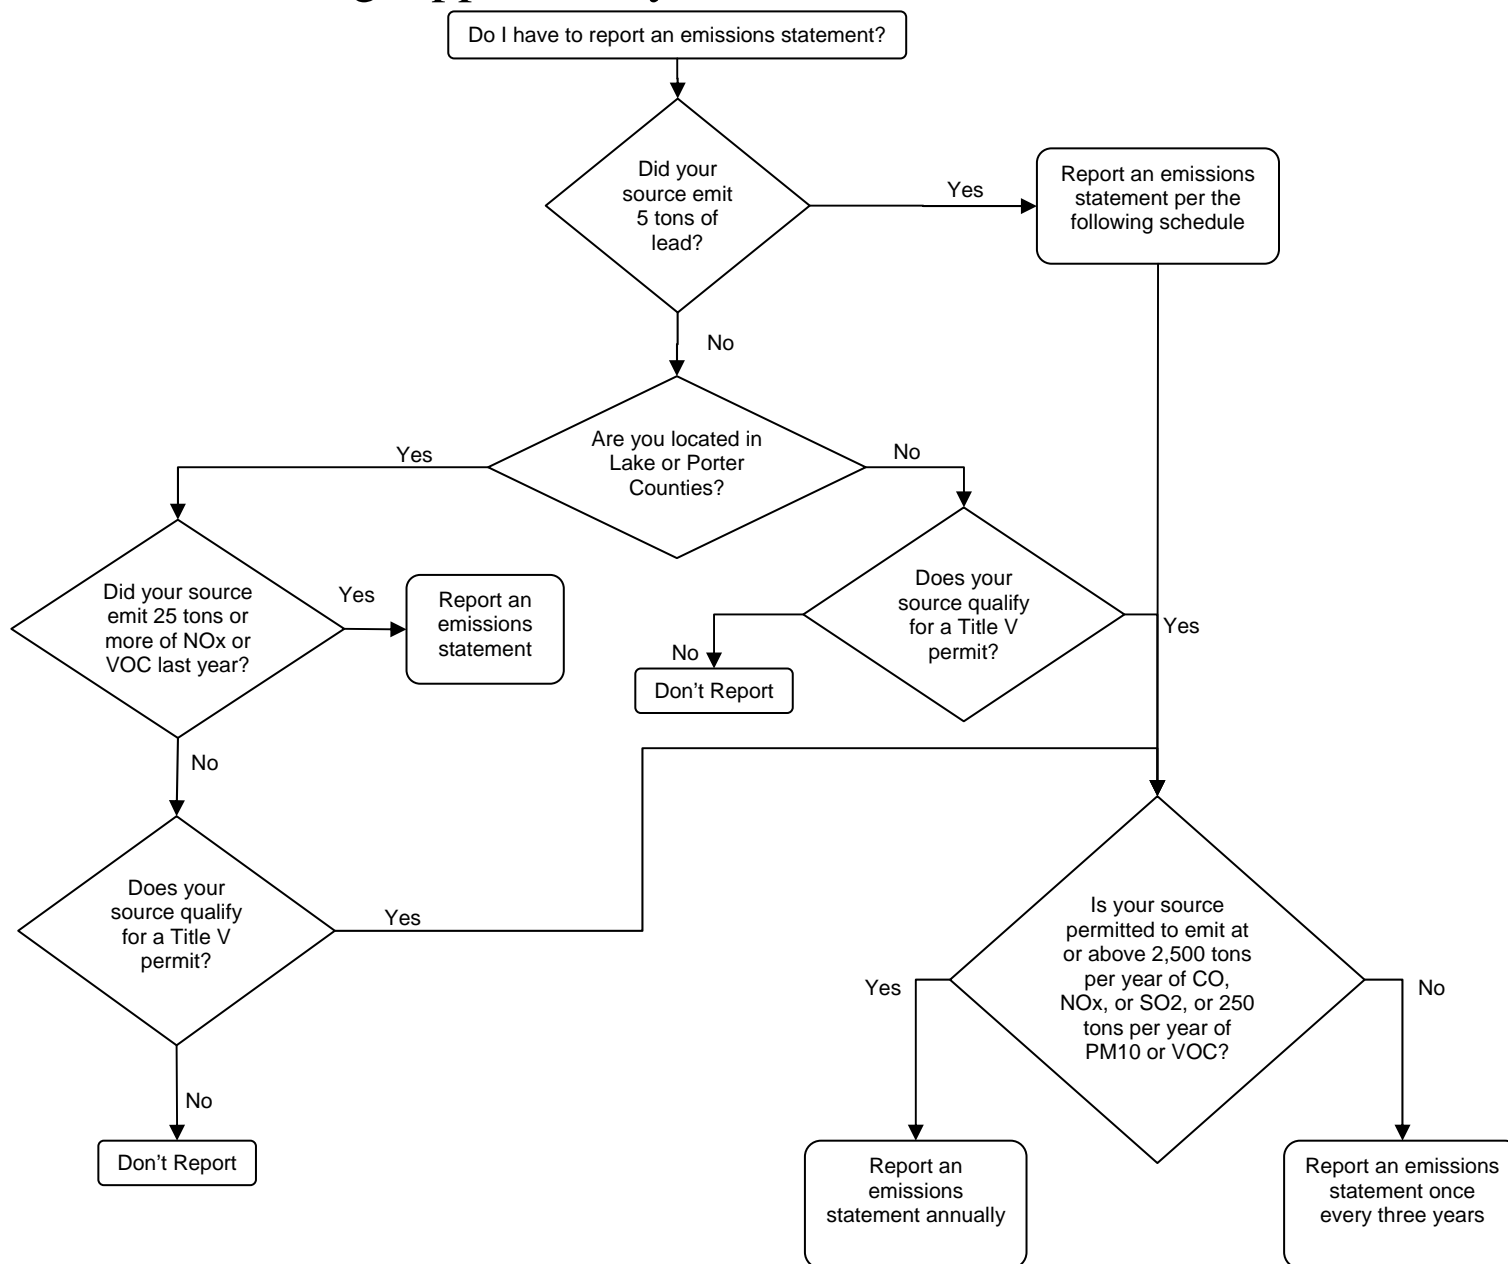 Do I have to report an emissions statement?
Did your
source emit
5 tons of
lead?
Yes
Report an emissions
statement per the
following schedule
No
Are you located in
Lake or Porter
Counties?
Yes
No
Did your source
emit 25 tons or
more of NOx or
VOC last year?
Yes
Report an
emissions
statement
Does your
source qualify
for a Title V
permit?
No
Yes
Don’t Report
No
Does your
source qualify
for a Title V
permit?
Yes
Is your source
permitted to emit at
or above 2,500 tons
per year of CO,
NOx, or SO2, or 250
tons per year of
PM10 or VOC?
Yes
No
No
Don’t Report
Report an
emissions
statement annually
Report an emissions
statement once
every three years